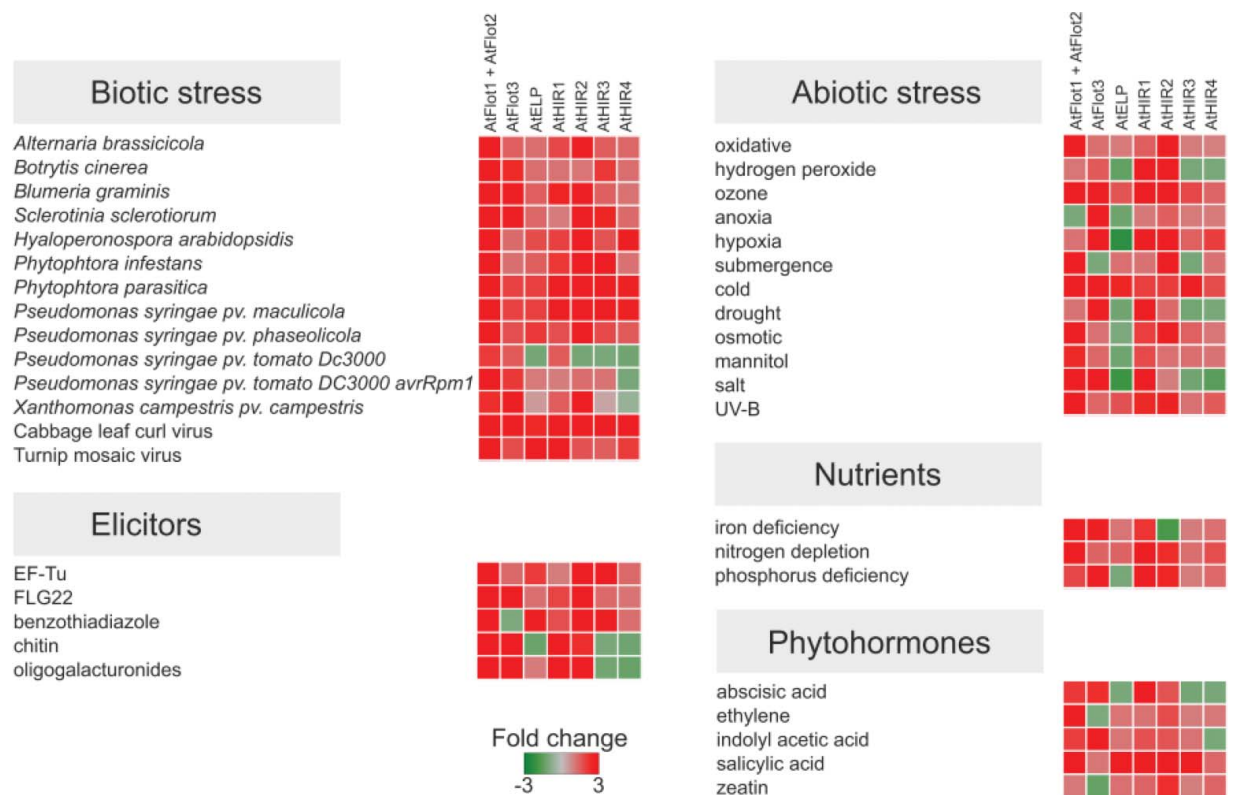 Biotic stress
AtFlot1 + AtFlot2
AtFlot3
AtELP
AtHIR1
AtHIR2
AtHIR3
AtHIR4
Alternaria brassicicola
Botrytis cinerea
Blumeria graminis
Sclerotinia sclerotiorum
Hyaloperonospora arabidopsidis
Phytophtora infestans
Phytophtora parasitica
Pseudomonas syringae pv. maculicola
Pseudomonas syringae pv. phaseolicola
Pseudomonas syringae pv. tomato Dc3000
Pseudomonas syringae pv. tomato DC3000 avrRpm1
Xanthomonas campestris pv. campestris
Cabbage leaf curl virus
Turnip mosaic virus
Elicitors
EF-Tu
FLG22
benzothiadiazole
chitin
oligogalacturonides
Fold change
-3 3
Abiotic stress
AtFlot1 + AtFlot2
AtFlot3
AtELP
AtHIR1
AtHIR2
AtHIR3
AtHIR4
oxidative
hydrogen peroxide
ozone
anoxia
hypoxia
submergence
cold
drought
osmotic
mannitol
salt
UV-B
Nutrients
iron deficiency
nitrogen depletion
phosphorus deficiency
Phytohormones
abscisic acid
ethylene
indolyl acetic acid
salicylic acid
zeatin